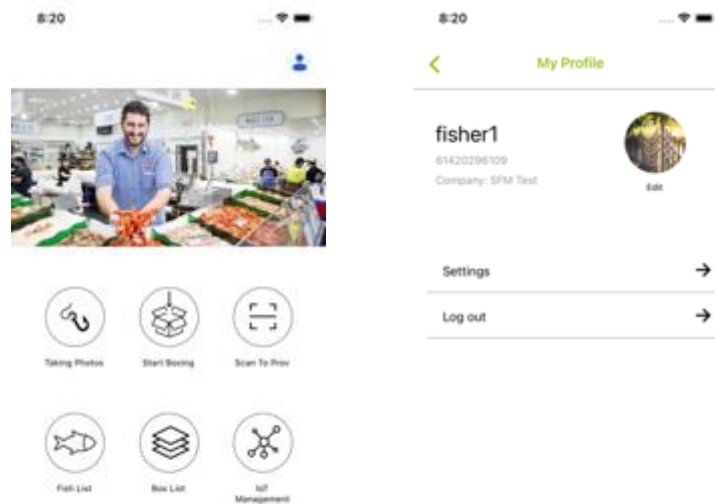 8:20
Taking Photos
Start Boxing
Scan To Prov
Fish List
Box List
IoT
Management
8:20
My Profile
fisher1
61420296109
Company: SFM Test
Edit
Settings
Log out